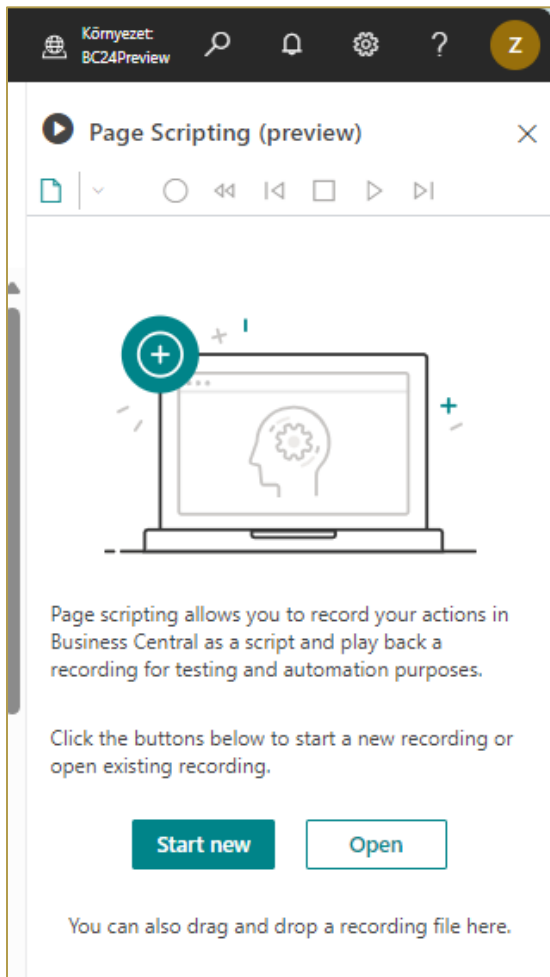 Környezet:
BC24Preview
?
Z
Page Scripting (preview)
Page scripting allows you to record your actions in
Business Central as a script and play back a
recording for testing and automation purposes.
Click the buttons below to start a new recording or
open existing recording.
Start new
Open
You can also drag and drop a recording file here.